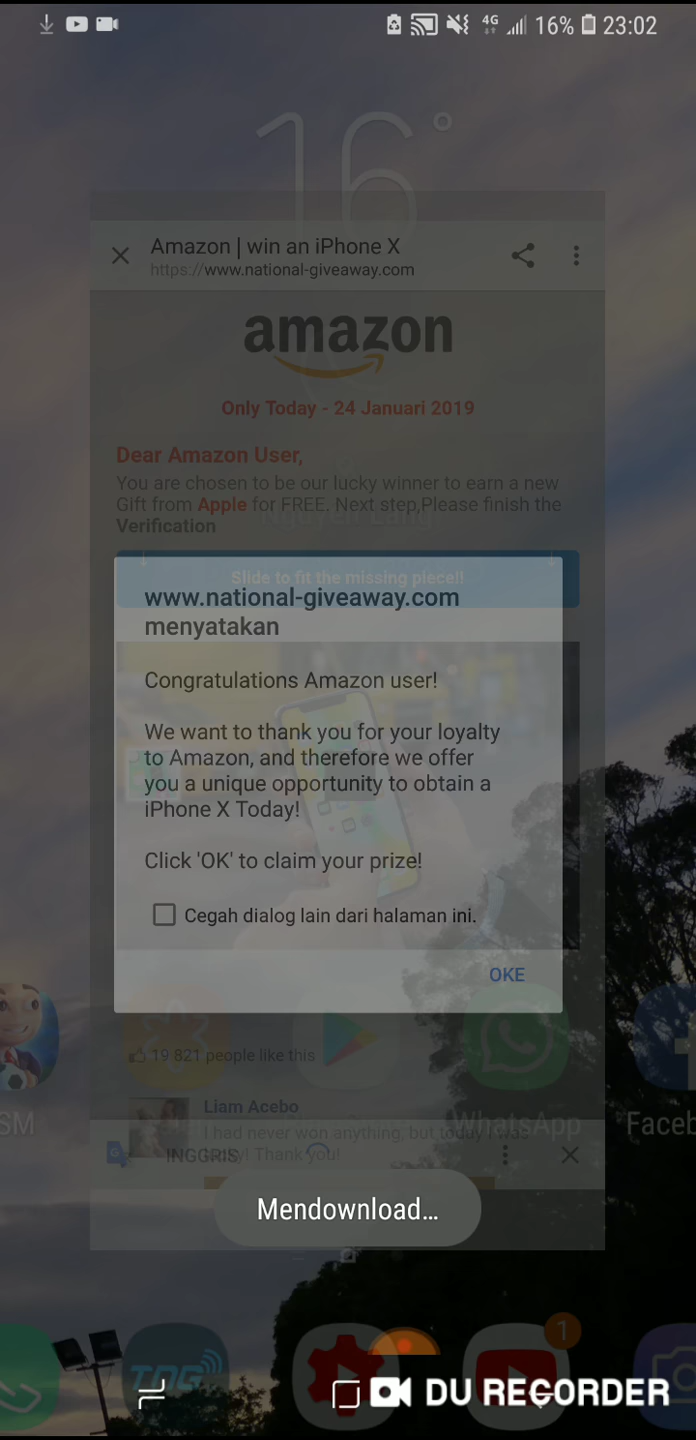 4G 16% 23:02
16°
Amazon | win an iPhone X
https://www.national-giveaway.com
amazon
Only Today - 24 Januari 2019
Dear Amazon User,
You are chosen to be our lucky winner to earn a new
Gift from Apple for FREE. Next step,Please finish the
Verification
Slide to fit the missing piece!!
www.national-giveaway.com
menyatakan
Congratulations Amazon user!
We want to thank you for your loyalty
to Amazon, and therefore we offer
you a unique opportunity to obtain a
iPhone X Today!
Click 'OK' to claim your prize!
Cegah dialog lain dari halaman ini.
OKE
19 821 people like this
Liam Acebo
I had never won anything, but today I was
Thank you!
SM
WhatsApp
Faceb
INGGRIS
Mendownload...
1
TNG
DU RECORDER